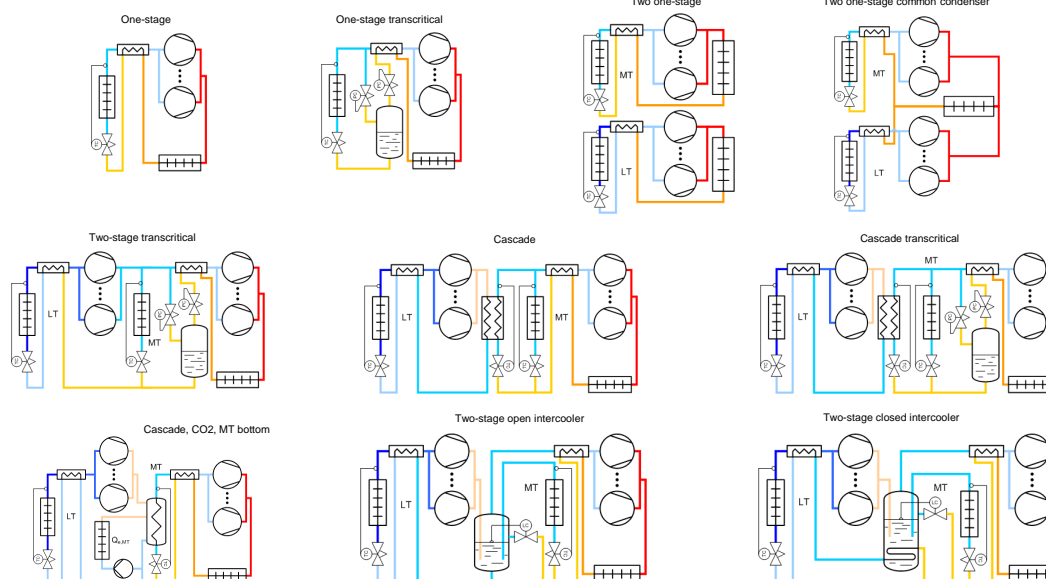 One-stage
One-stage transcritical
Two one-stage
Two one-stage common condenser
MT
MT
LT
LT
Two-stage transcritical
Cascade
Cascade transcritical
MT
LT
MT
LT
MT
LT
Cascade, CO2, MT bottom
Two-stage open intercooler
Two-stage closed intercooler
MT
LT
Qe,MT
LT
MT
LC
LT
MT
LC